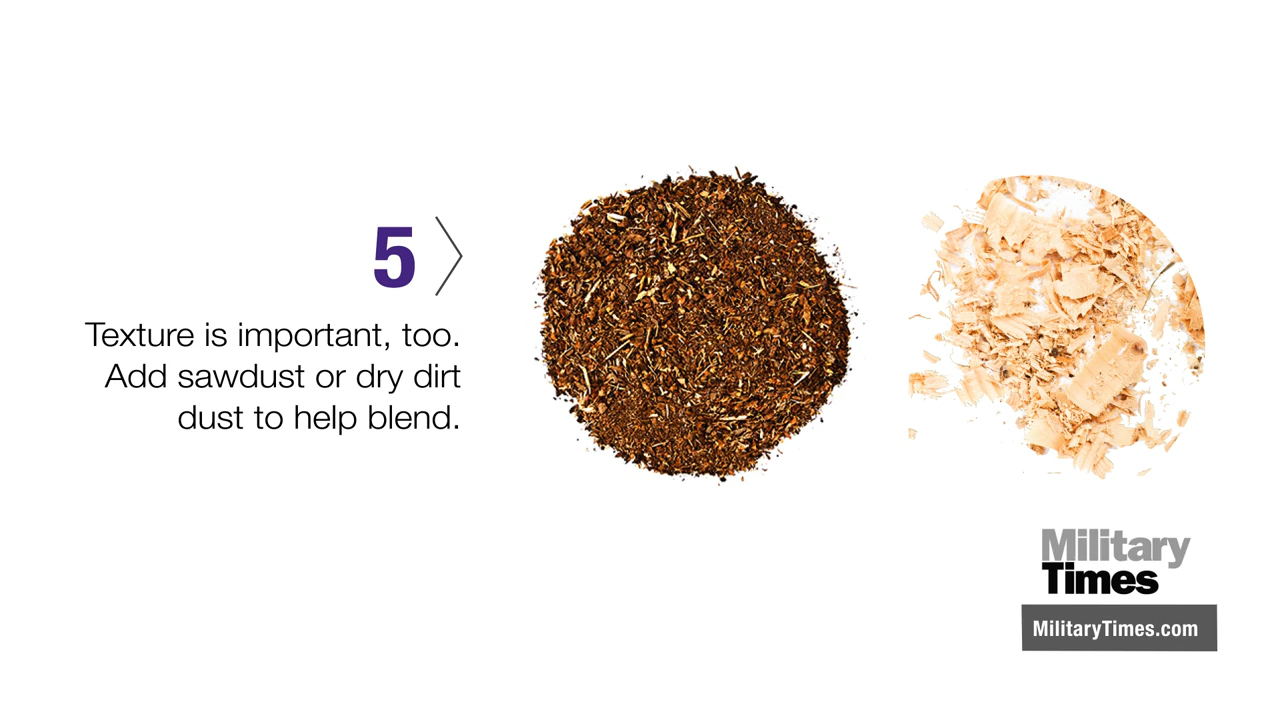 5
Texture is important, too.
Add sawdust or dry dirt
dust to help blend.
Military
Times
MilitaryTimes.com